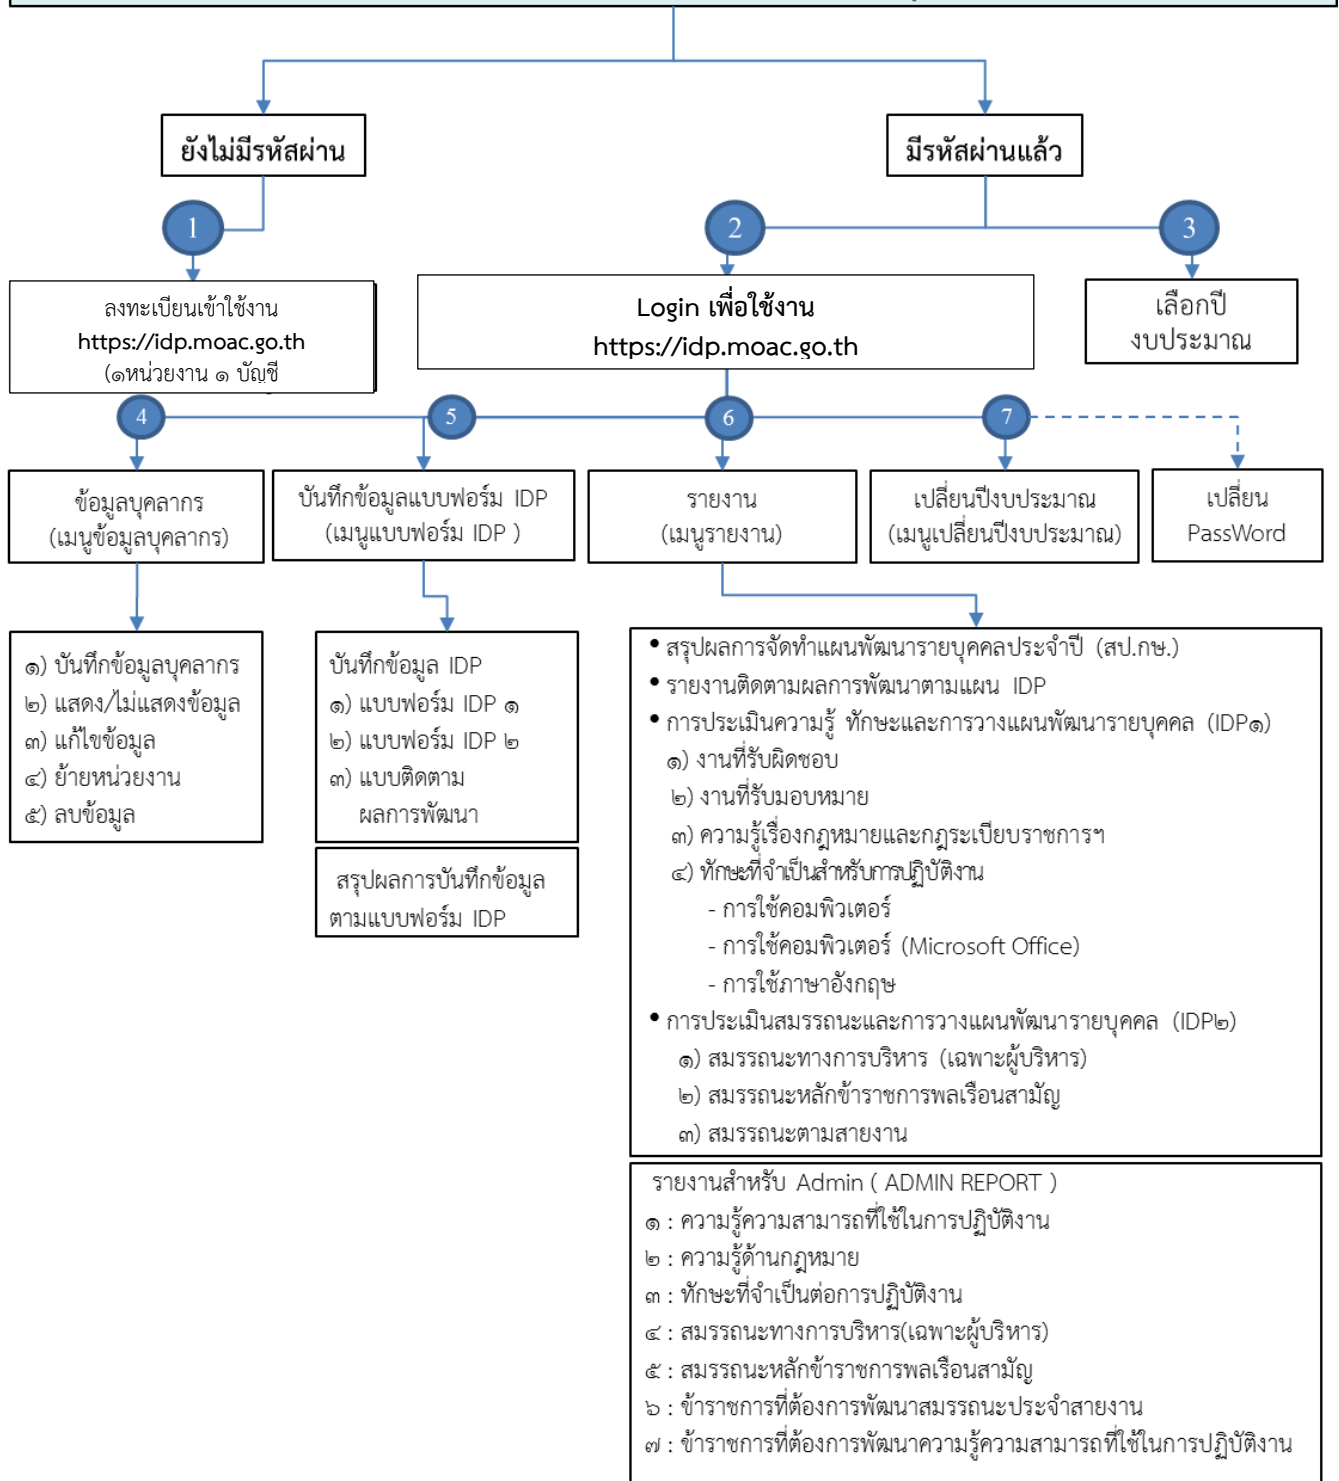 ยังไม่มีรหัสผ่าน
มีรหัสผ่านแล้ว
1
2
3
ลงทะเบียนเข้าใช้งาน
https://idp.moac.go.th
(๑หน่วยงาน ๑ บัญชี
Login เพื่อใช้งาน
https://idp.moac.go.th
เลือกปี
งบประมาณ
4
5
6
7
ข้อมูลบุคลากร
(เมนูข้อมูลบุคลากร)
บันทึกข้อมูลแบบฟอร์ม IDP
(เมนูแบบฟอร์ม IDP )
รายงาน
(เมนูรายงาน)
เปลี่ยนปีงบประมาณ
(เมนูเปลี่ยนปีงบประมาณ)
เปลี่ยน
PassWord
๑) บันทึกข้อมูลบุคลากร
๒) แสดง/ไม่แสดงข้อมูล
๓) แก้ไขข้อมูล
๔) ย้ายหน่วยงาน
๕) ลบข้อมูล
บันทึกข้อมูล IDP
๑) แบบฟอร์ม IDP ๑
๒) แบบฟอร์ม IDP ๒
๓) แบบติดตาม
ผลการพัฒนา
สรุปผลการบันทึกข้อมูล
ตามแบบฟอร์ม IDP
• สรุปผลการจัดทำแผนพัฒนารายบุคคลประจำปี (สป.กษ.)
• รายงานติดตามผลการพัฒนาตามแผน IDP
• การประเมินความรู้ ทักษะและการวางแผนพัฒนารายบุคคล (IDP๑)
๑) งานที่รับผิดชอบ
๒) งานที่รับมอบหมาย
๓) ความรู้เรื่องกฎหมายและกฎระเบียบราชการฯ
๔) ทักษะที่จำเป็นสำหรับการปฏิบัติงาน
- การใช้คอมพิวเตอร์
- การใช้คอมพิวเตอร์ (Microsoft Office)
- การใช้ภาษาอังกฤษ
• การประเมินสมรรถนะและการวางแผนพัฒนารายบุคคล (IDP๒)
๑) สมรรถนะทางการบริหาร (เฉพาะผู้บริหาร)
๒) สมรรถนะหลักข้าราชการพลเรือนสามัญ
๓) สมรรถนะตามสายงาน
รายงานสำหรับ Admin ( ADMIN REPORT )
๑ : ความรู้ความสามารถที่ใช้ในการปฏิบัติงาน
๒ : ความรู้ด้านกฎหมาย
๓ : ทักษะที่จำเป็นต่อการปฏิบัติงาน
๔ : สมรรถนะทางการบริหาร(เฉพาะผู้บริหาร)
๕ : สมรรถนะหลักข้าราชการพลเรือนสามัญ
๖ : ข้าราชการที่ต้องการพัฒนาสมรรถนะประจำสายงาน
๗ : ข้าราชการที่ต้องการพัฒนาความรู้ความสามารถที่ใช้ในการปฏิบัติงาน